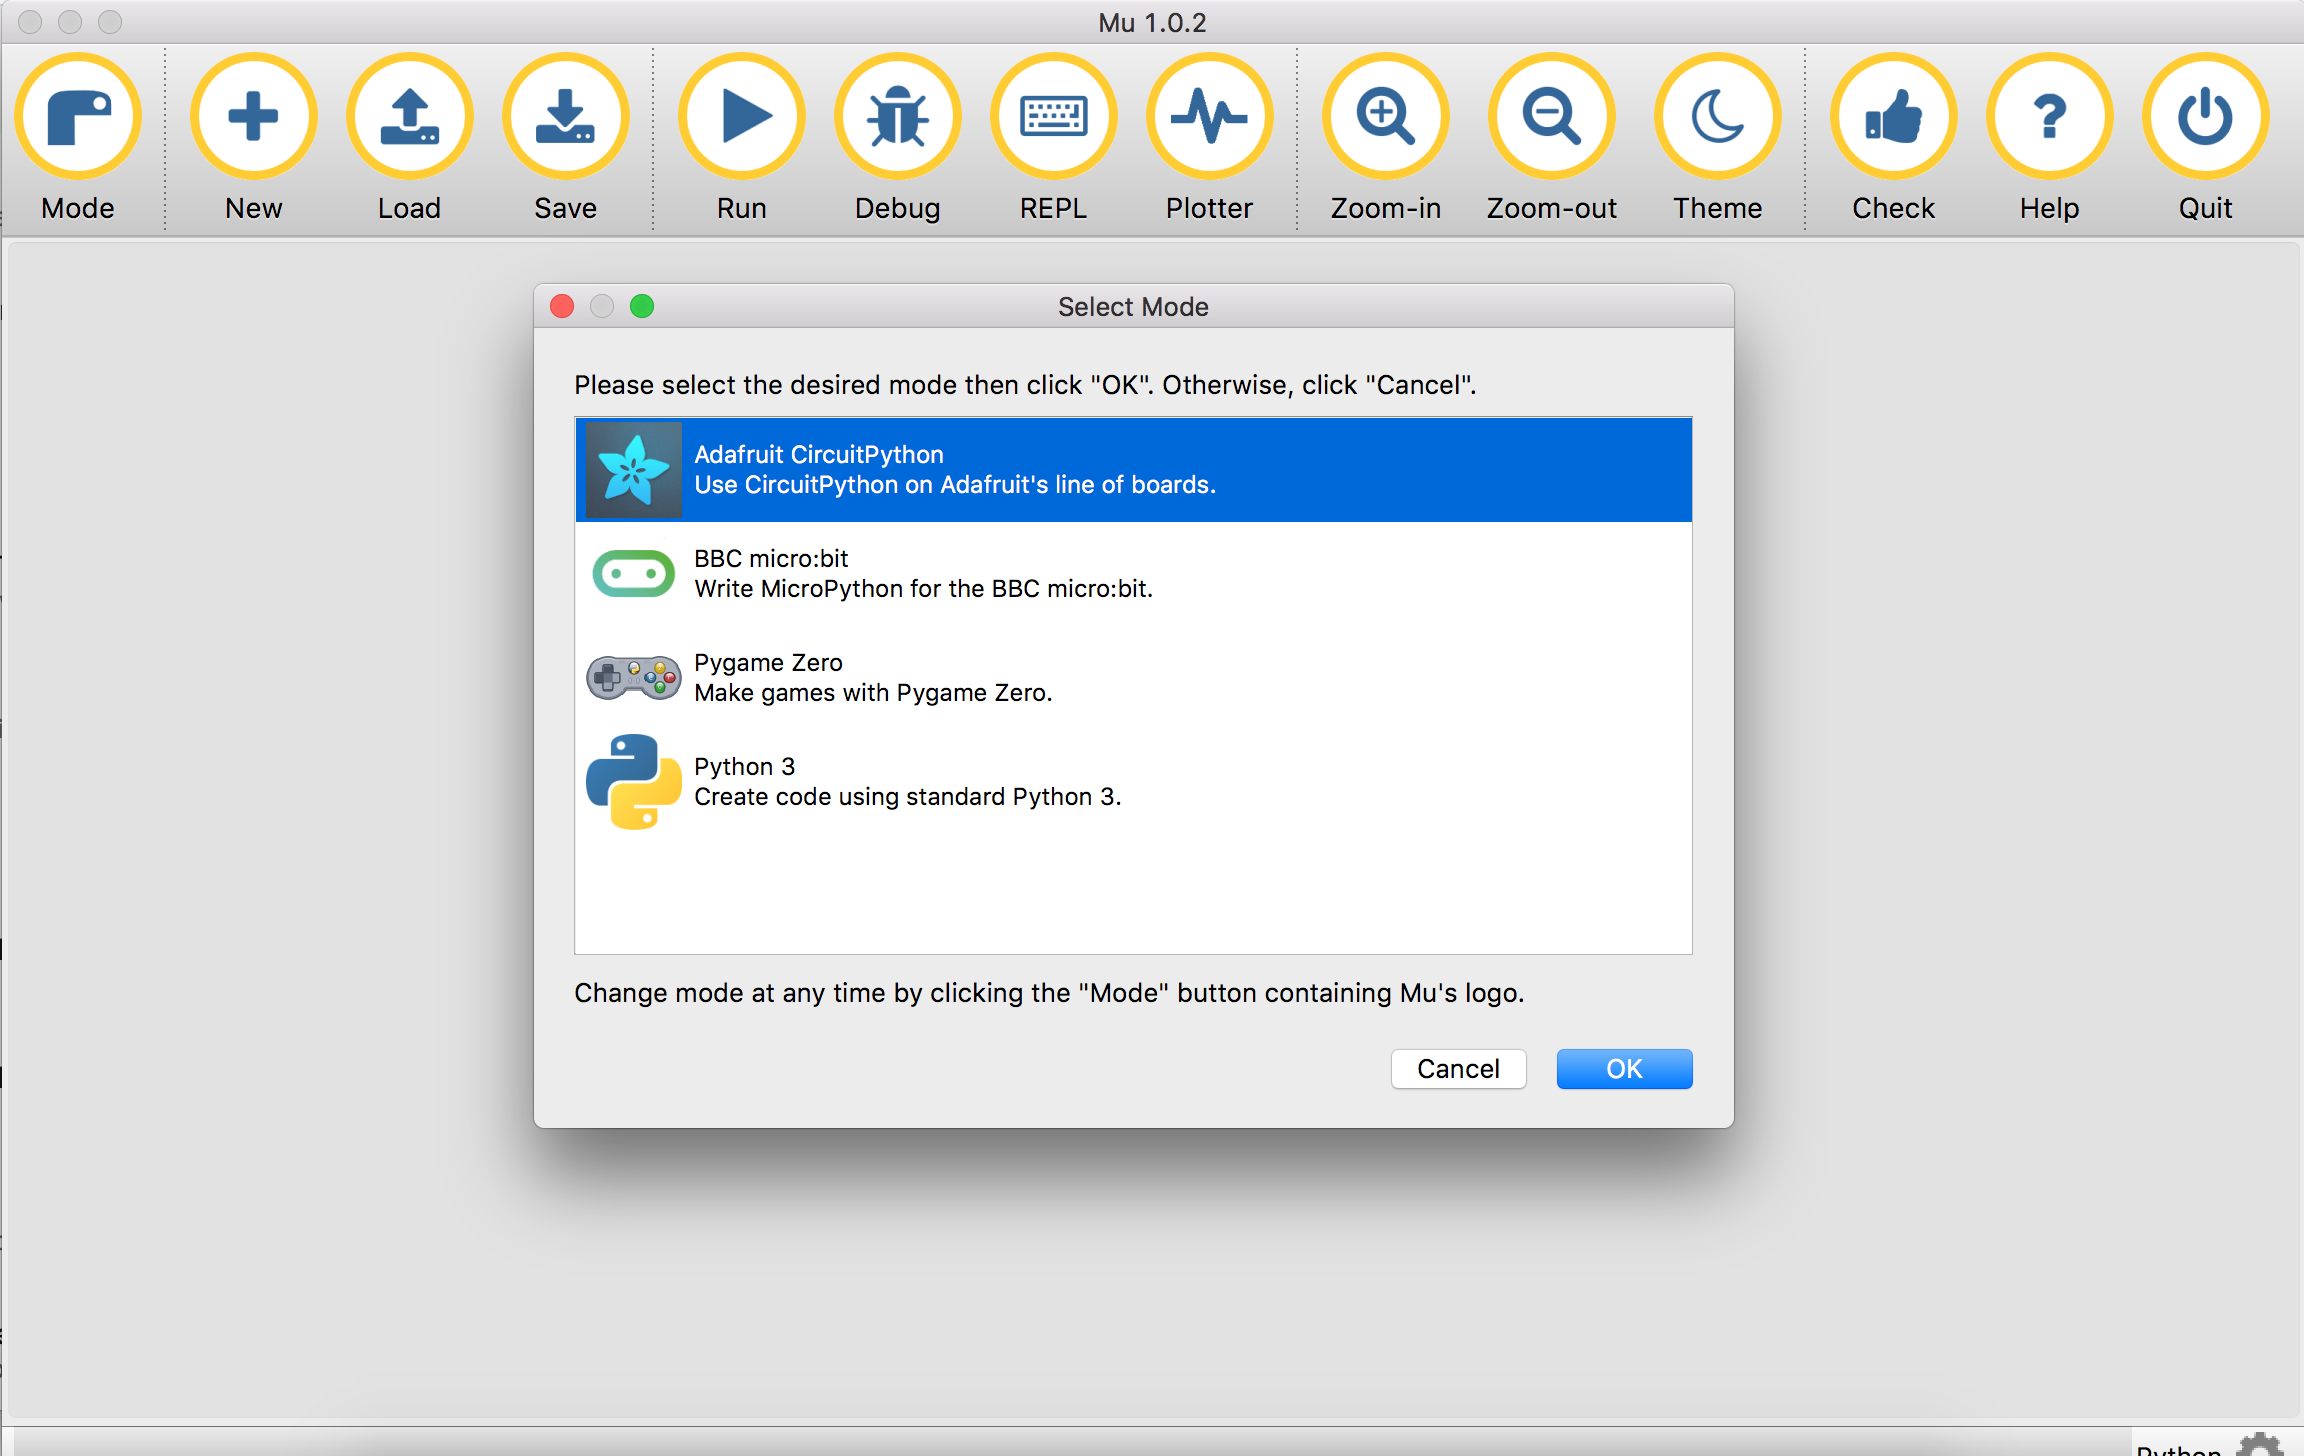 Mu 1.0.2
Mode New Load Save Run Debug REPL Plotter Zoom-in Zoom-out Theme Check Help Quit
Select Mode
Please select the desired mode then click "OK". Otherwise, click "Cancel".
Adafruit CircuitPython
Use CircuitPython on Adafruit's line of boards.
BBC micro:bit
Write MicroPython for the BBC micro:bit.
Pygame Zero
Make games with Pygame Zero.
Python 3
Create code using standard Python 3.
Change mode at any time by clicking the "Mode" button containing Mu's logo.
Cancel OK
Python